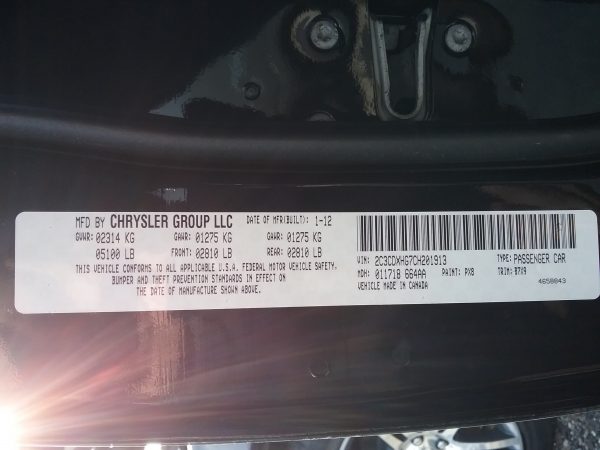 MFD BY CHRYSLER GROUP LLC DATE OF MFR(BUILT): 1-12
GVWR: 02314 KG GAWR: 01275 KG GAWR: 01275 KG
05100 LB FRONT: 02810 LB REAR: 02810 LB
THIS VEHICLE CONFORMS TO ALL APPLICABLE U.S.A. FEDERAL MOTOR VEHICLE SAFETY,
BUMPER AND THEFT PREVENTION STANDARDS IN EFFECT ON
THE DATE OF MANUFACTURE SHOWN ABOVE.
VIN: 2C3CDXHG7CH201913 TYPE: PASSENGER CAR
MDH: 011718 664AA PAINT: PX8 TRIM: B7X9
VEHICLE MADE IN CANADA 4658843